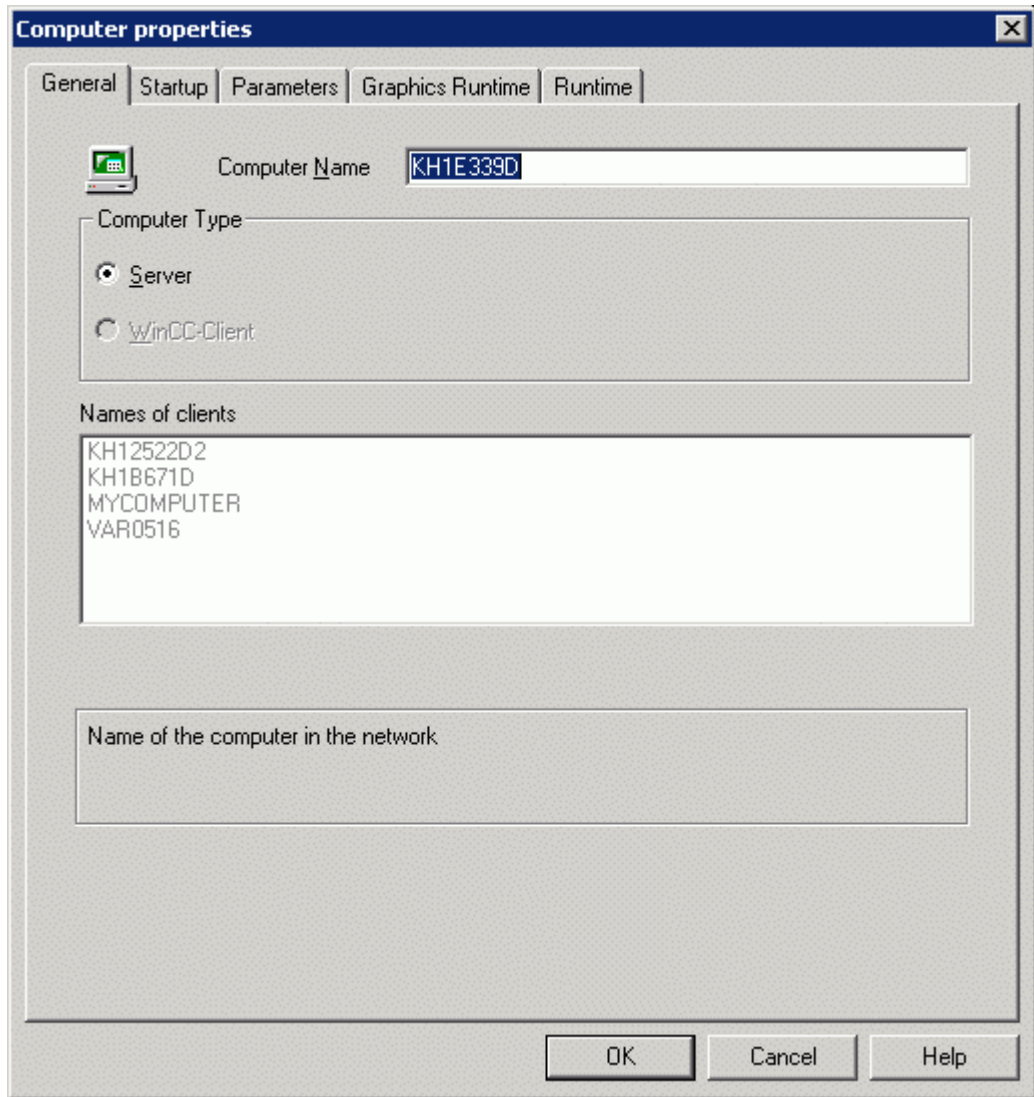 Computer properties
General Startup Parameters Graphics Runtime Runtime
Computer Name KH1E339D
Computer Type
Server
WinCC-Client
Names of clients
KH12522D2
KH1B671D
MYCOMPUTER
VAR0516
Name of the computer in the network
OK Cancel Help